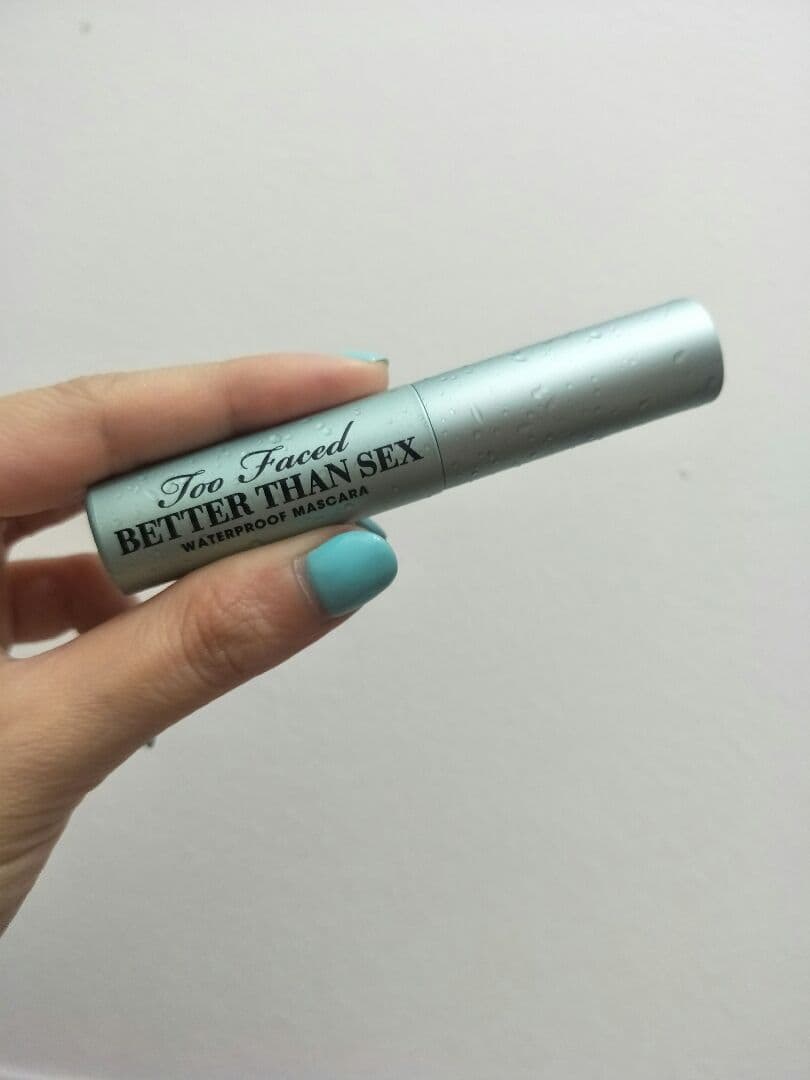 Too Faced
BETTER THAN SEX
WATERPROOF MASCARA